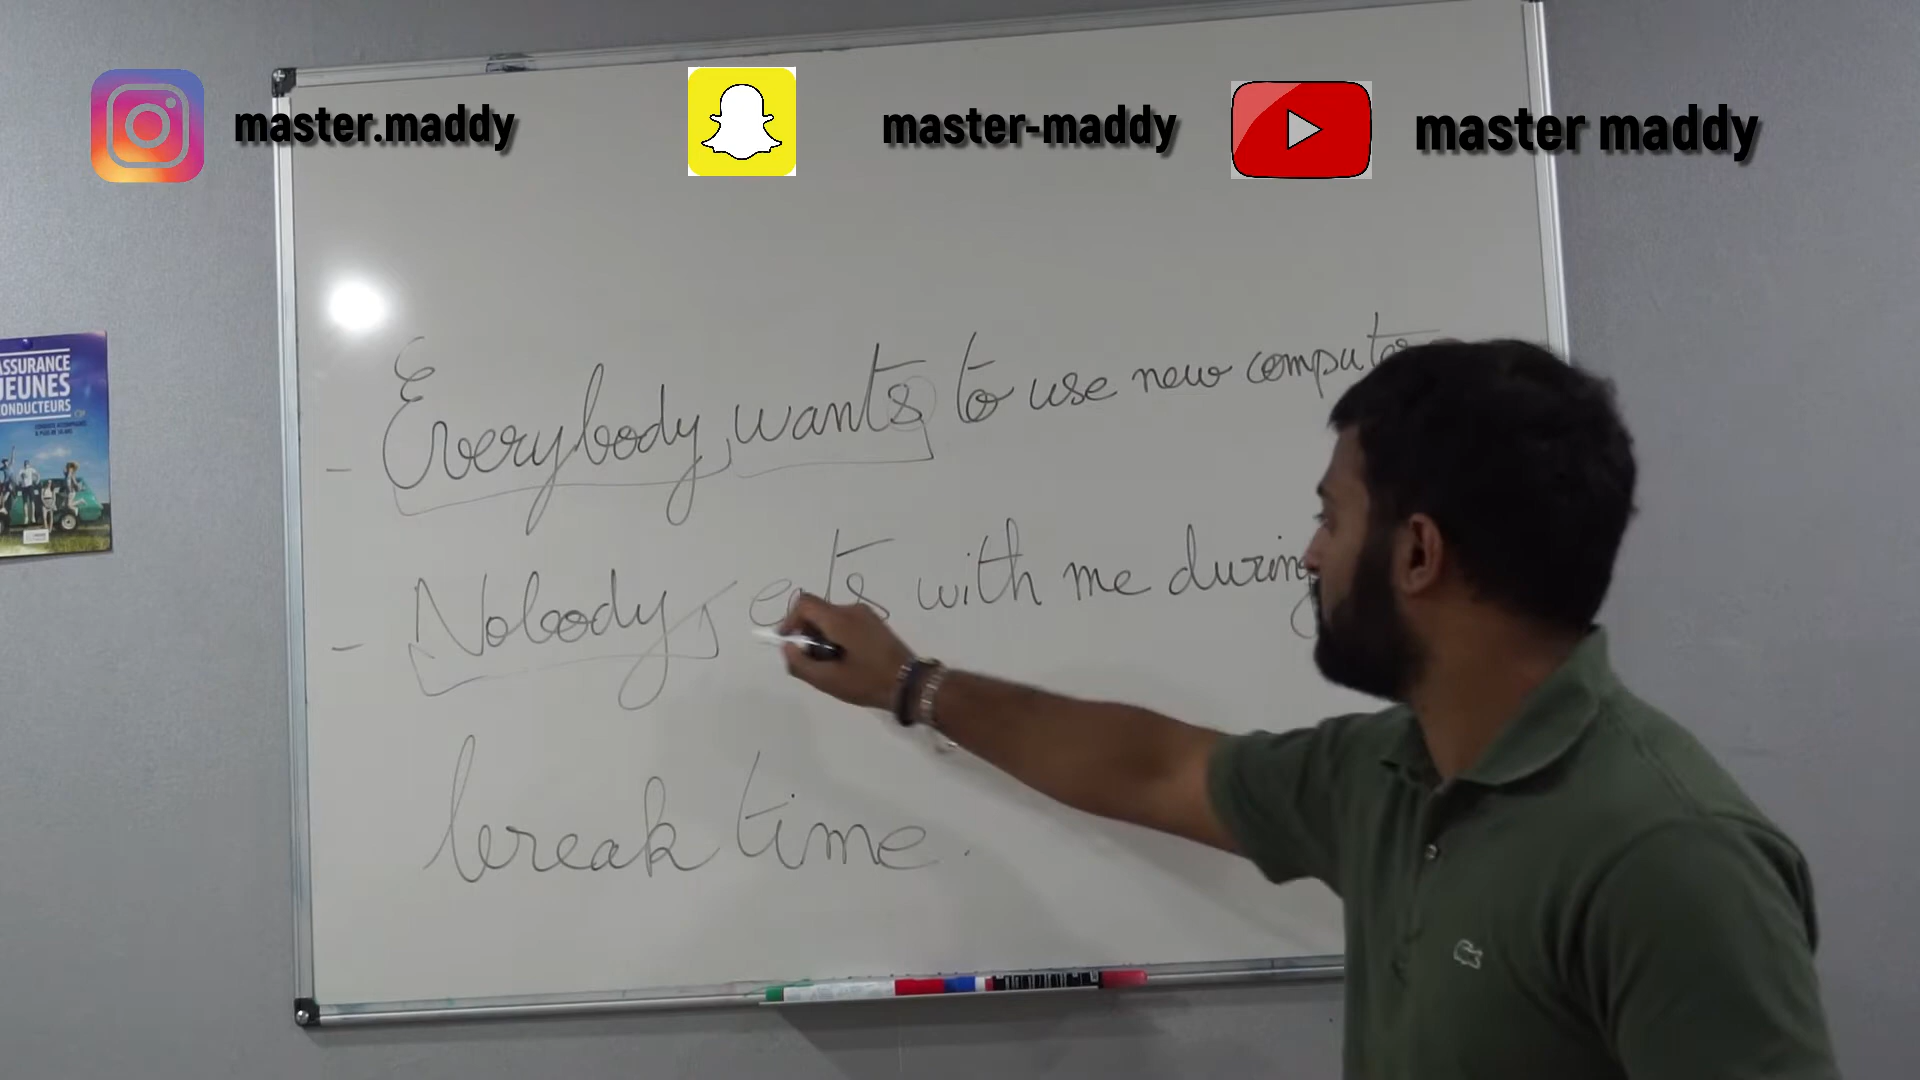 master.maddy
master-maddy
master maddy
ASSURANCE
JEUNES
CONDUCTEURS
- Everybody wants to use new computer
- Nobody eats with me during
break time.